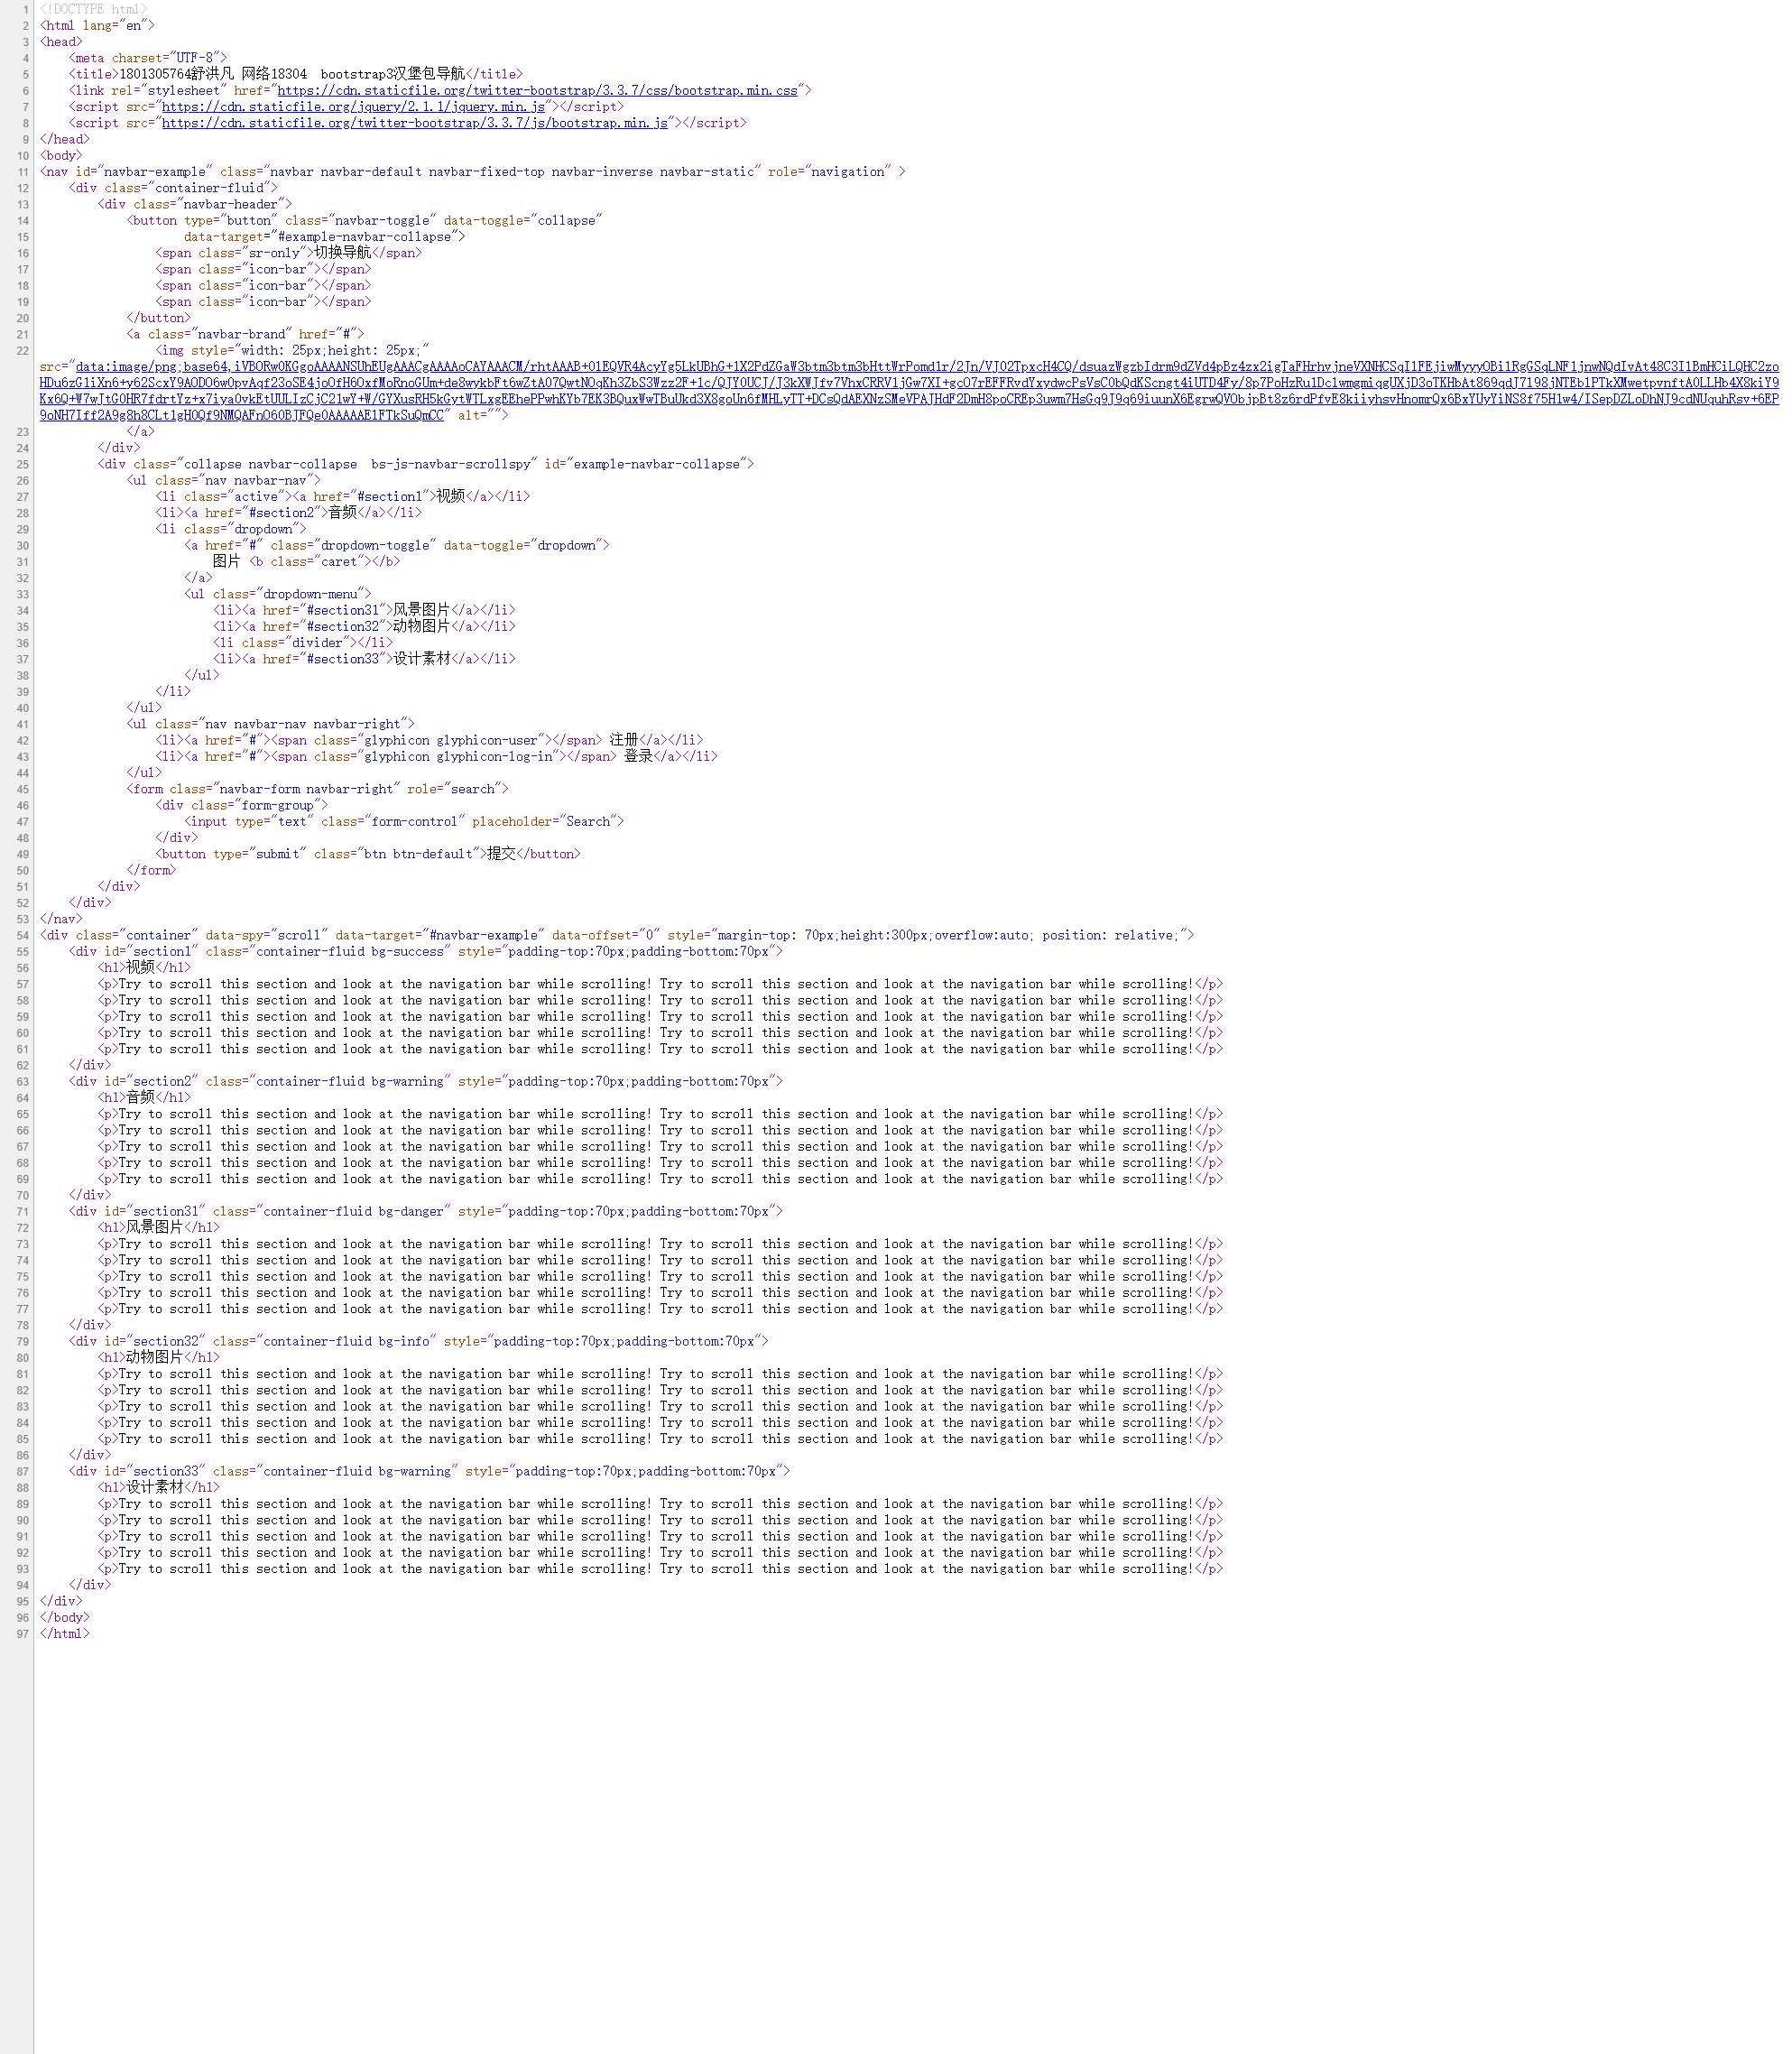 1 <!DOCTYPE html>
2 <html lang="en">
3 <head>
4     <meta charset="UTF-8">
5     <title>1801305764舒洪凡 网络18304  bootstrap3汉堡包导航</title>
6     <link rel="stylesheet" href="https://cdn.staticfile.org/twitter-bootstrap/3.3.7/css/bootstrap.min.css">
7     <script src="https://cdn.staticfile.org/jquery/2.1.1/jquery.min.js"></script>
8     <script src="https://cdn.staticfile.org/twitter-bootstrap/3.3.7/js/bootstrap.min.js"></script>
9 </head>
10 <body>
11 <nav id="navbar-example" class="navbar navbar-default navbar-fixed-top navbar-inverse navbar-static" role="navigation" >
12     <div class="container-fluid">
13         <div class="navbar-header">
14             <button type="button" class="navbar-toggle" data-toggle="collapse"
15                     data-target="#example-navbar-collapse">
16                 <span class="sr-only">切换导航</span>
17                 <span class="icon-bar"></span>
18                 <span class="icon-bar"></span>
19                 <span class="icon-bar"></span>
20             </button>
21             <a class="navbar-brand" href="#">
22                 <img style="width: 25px;height: 25px;"
src="data:image/png;base64,
" alt="">
23             </a>
24         </div>
25         <div class="collapse navbar-collapse  bs-js-navbar-scrollspy" id="example-navbar-collapse">
26             <ul class="nav navbar-nav">
27                 <li class="active"><a href="#section1">视频</a></li>
28                 <li><a href="#section2">音频</a></li>
29                 <li class="dropdown">
30                     <a href="#" class="dropdown-toggle" data-toggle="dropdown">
31                         图片 <b class="caret"></b>
32                     </a>
33                     <ul class="dropdown-menu">
34                         <li><a href="#section31">风景图片</a></li>
35                         <li><a href="#section32">动物图片</a></li>
36                         <li class="divider"></li>
37                         <li><a href="#section33">设计素材</a></li>
38                     </ul>
39                 </li>
40             </ul>
41             <ul class="nav navbar-nav navbar-right">
42                 <li><a href="#"><span class="glyphicon glyphicon-user"></span> 注册</a></li>
43                 <li><a href="#"><span class="glyphicon glyphicon-log-in"></span> 登录</a></li>
44             </ul>
45             <form class="navbar-form navbar-right" role="search">
46                 <div class="form-group">
47                     <input type="text" class="form-control" placeholder="Search">
48                 </div>
49                 <button type="submit" class="btn btn-default">提交</button>
50             </form>
51         </div>
52     </div>
53 </nav>
54 <div class="container" data-spy="scroll" data-target="#navbar-example" data-offset="0" style="margin-top: 70px;height:300px;overflow:auto; position: relative;">
55     <div id="section1" class="container-fluid bg-success" style="padding-top:70px;padding-bottom:70px">
56         <h1>视频</h1>
57         <p>Try to scroll this section and look at the navigation bar while scrolling! Try to scroll this section and look at the navigation bar while scrolling!</p>
58         <p>Try to scroll this section and look at the navigation bar while scrolling! Try to scroll this section and look at the navigation bar while scrolling!</p>
59         <p>Try to scroll this section and look at the navigation bar while scrolling! Try to scroll this section and look at the navigation bar while scrolling!</p>
60         <p>Try to scroll this section and look at the navigation bar while scrolling! Try to scroll this section and look at the navigation bar while scrolling!</p>
61         <p>Try to scroll this section and look at the navigation bar while scrolling! Try to scroll this section and look at the navigation bar while scrolling!</p>
62     </div>
63     <div id="section2" class="container-fluid bg-warning" style="padding-top:70px;padding-bottom:70px">
64         <h1>音频</h1>
65         <p>Try to scroll this section and look at the navigation bar while scrolling! Try to scroll this section and look at the navigation bar while scrolling!</p>
66         <p>Try to scroll this section and look at the navigation bar while scrolling! Try to scroll this section and look at the navigation bar while scrolling!</p>
67         <p>Try to scroll this section and look at the navigation bar while scrolling! Try to scroll this section and look at the navigation bar while scrolling!</p>
68         <p>Try to scroll this section and look at the navigation bar while scrolling! Try to scroll this section and look at the navigation bar while scrolling!</p>
69         <p>Try to scroll this section and look at the navigation bar while scrolling! Try to scroll this section and look at the navigation bar while scrolling!</p>
70     </div>
71     <div id="section31" class="container-fluid bg-danger" style="padding-top:70px;padding-bottom:70px">
72         <h1>风景图片</h1>
73         <p>Try to scroll this section and look at the navigation bar while scrolling! Try to scroll this section and look at the navigation bar while scrolling!</p>
74         <p>Try to scroll this section and look at the navigation bar while scrolling! Try to scroll this section and look at the navigation bar while scrolling!</p>
75         <p>Try to scroll this section and look at the navigation bar while scrolling! Try to scroll this section and look at the navigation bar while scrolling!</p>
76         <p>Try to scroll this section and look at the navigation bar while scrolling! Try to scroll this section and look at the navigation bar while scrolling!</p>
77         <p>Try to scroll this section and look at the navigation bar while scrolling! Try to scroll this section and look at the navigation bar while scrolling!</p>
78     </div>
79     <div id="section32" class="container-fluid bg-info" style="padding-top:70px;padding-bottom:70px">
80         <h1>动物图片</h1>
81         <p>Try to scroll this section and look at the navigation bar while scrolling! Try to scroll this section and look at the navigation bar while scrolling!</p>
82         <p>Try to scroll this section and look at the navigation bar while scrolling! Try to scroll this section and look at the navigation bar while scrolling!</p>
83         <p>Try to scroll this section and look at the navigation bar while scrolling! Try to scroll this section and look at the navigation bar while scrolling!</p>
84         <p>Try to scroll this section and look at the navigation bar while scrolling! Try to scroll this section and look at the navigation bar while scrolling!</p>
85         <p>Try to scroll this section and look at the navigation bar while scrolling! Try to scroll this section and look at the navigation bar while scrolling!</p>
86     </div>
87     <div id="section33" class="container-fluid bg-warning" style="padding-top:70px;padding-bottom:70px">
88         <h1>设计素材</h1>
89         <p>Try to scroll this section and look at the navigation bar while scrolling! Try to scroll this section and look at the navigation bar while scrolling!</p>
90         <p>Try to scroll this section and look at the navigation bar while scrolling! Try to scroll this section and look at the navigation bar while scrolling!</p>
91         <p>Try to scroll this section and look at the navigation bar while scrolling! Try to scroll this section and look at the navigation bar while scrolling!</p>
92         <p>Try to scroll this section and look at the navigation bar while scrolling! Try to scroll this section and look at the navigation bar while scrolling!</p>
93         <p>Try to scroll this section and look at the navigation bar while scrolling! Try to scroll this section and look at the navigation bar while scrolling!</p>
94     </div>
95 </div>
96 </body>
97 </html>